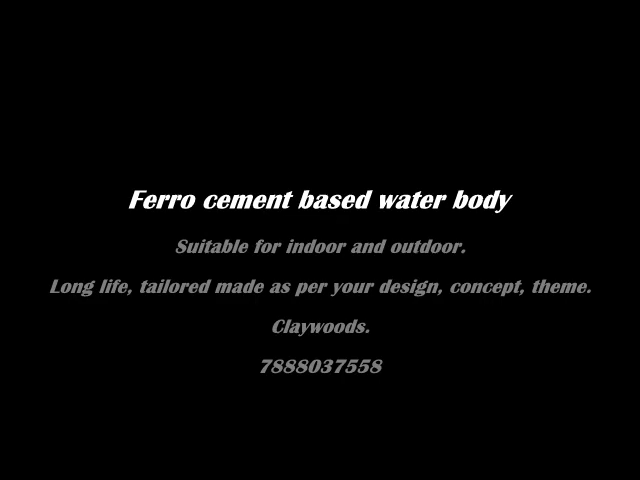 Ferro cement based water body
Suitable for indoor and outdoor.
Long life, tailored made as per your design, concept, theme.
Claywoods.
7888037558